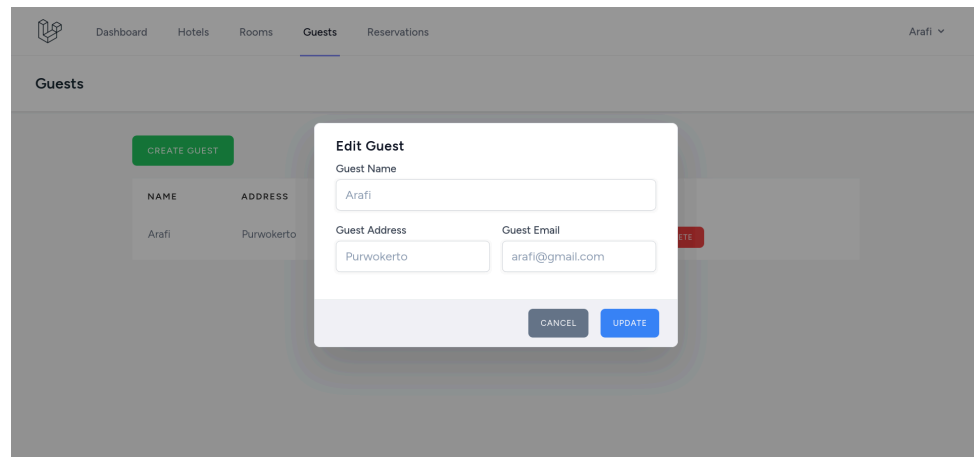 Dashboard Hotels Rooms Guests Reservations Arafi
Guests
CREATE GUEST
NAME ADDRESS
Arafi Purwokerto
Edit Guest
Guest Name
Arafi
Guest Address Guest Email
Purwokerto arafi@gmail.com
CANCEL UPDATE
ETE